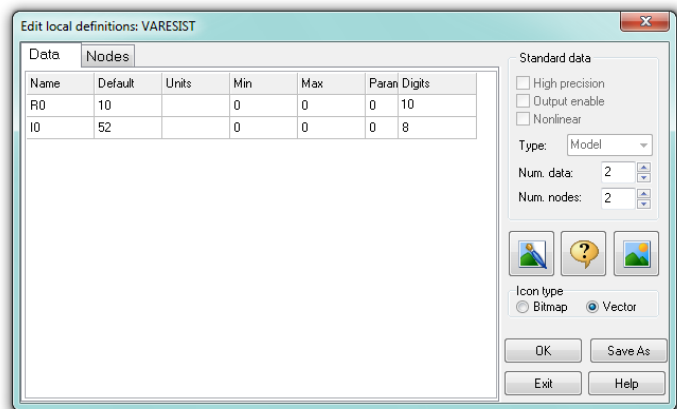 Edit local definitions: VARESIST
Data Nodes
Name Default Units Min Max Param Digits
R0 10 0 0 0 10
I0 52 0 0 0 8
Standard data
High precision
Output enable
Nonlinear
Type: Model
Num. data: 2
Num. nodes: 2
?
Icon type
Bitmap Vector
OK Save As
Exit Help